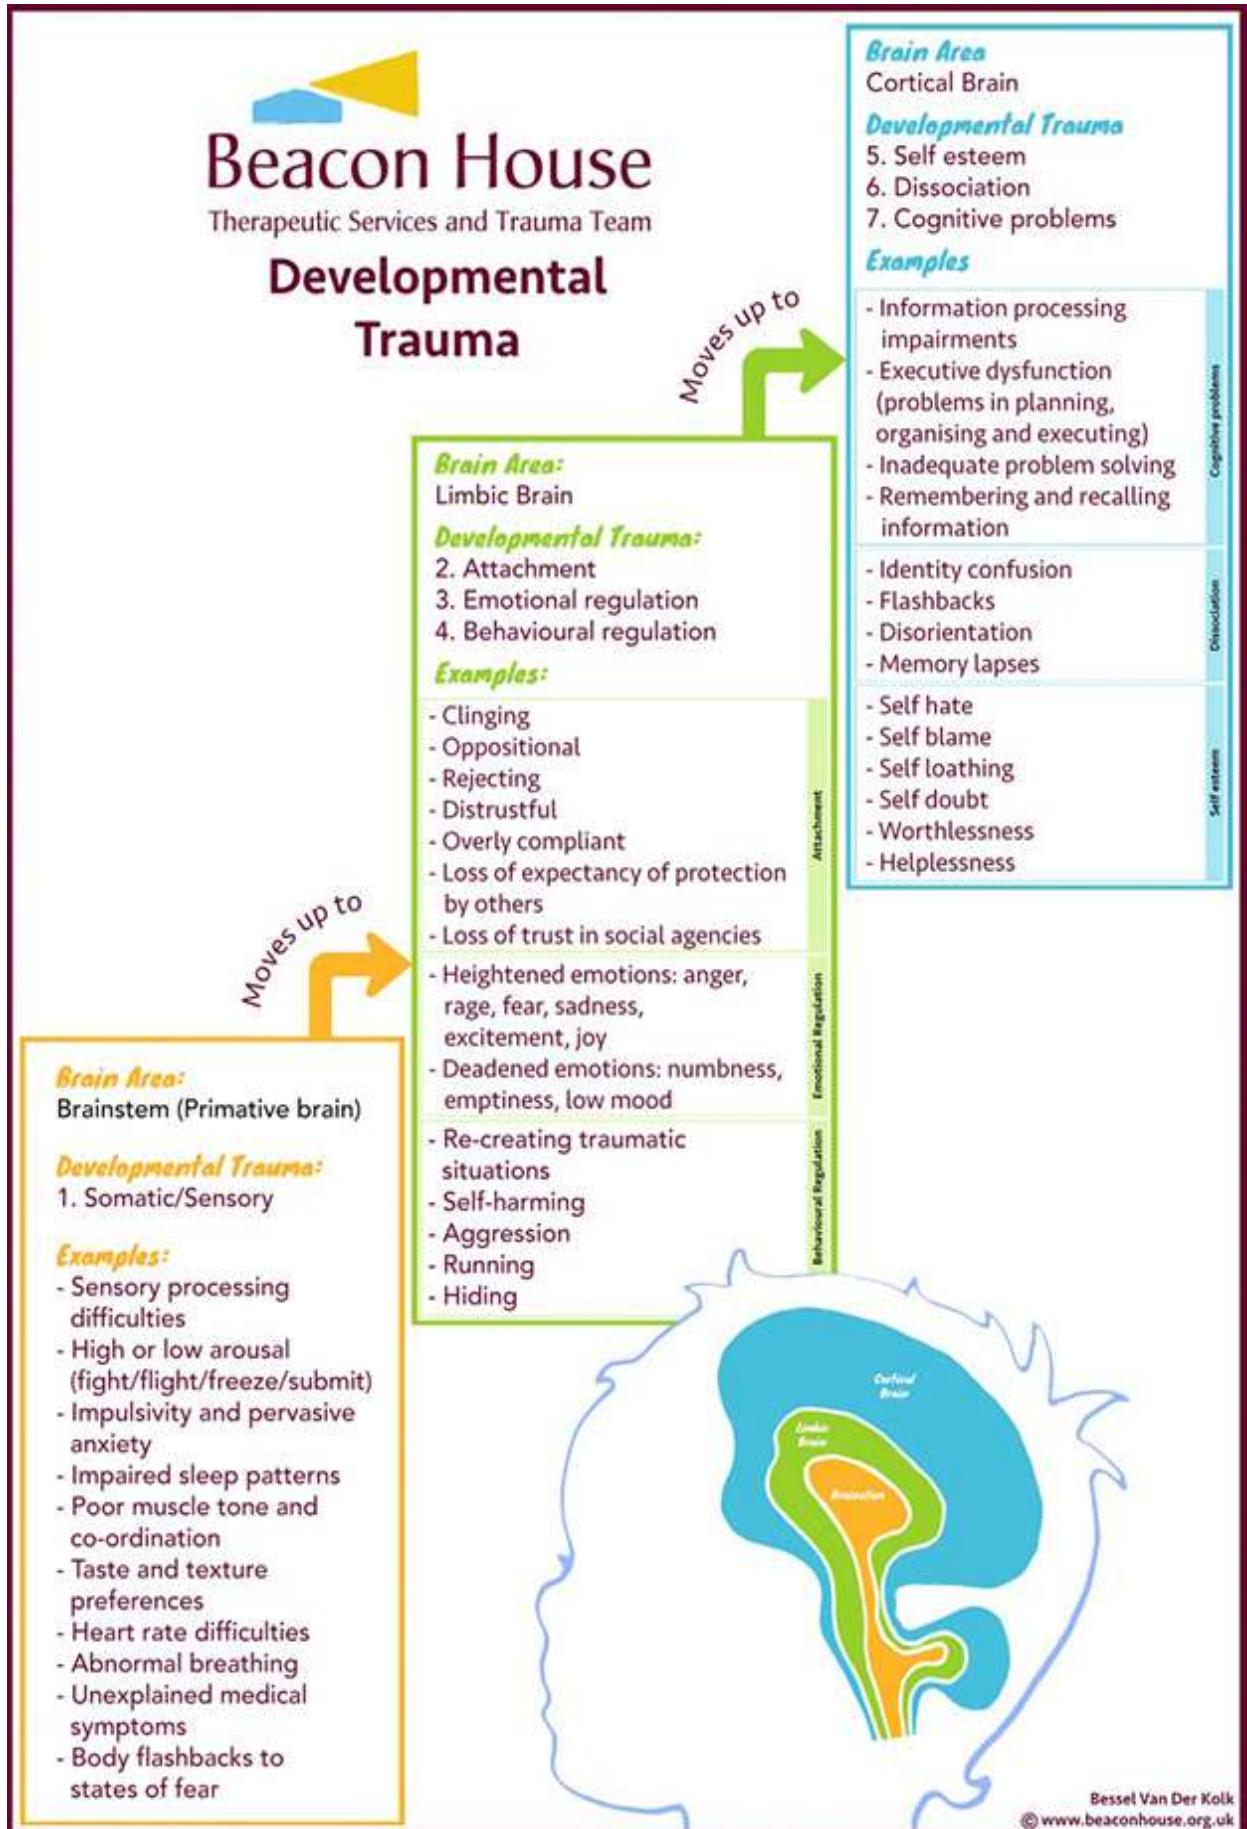 Beacon House
Therapeutic Services and Trauma Team
Developmental
Trauma
Brain Area:
Brainstem (Primative brain)
Developmental Trauma:
1. Somatic/Sensory
Examples:
- Sensory processing
difficulties
- High or low arousal
(fight/flight/freeze/submit)
- Impulsivity and pervasive
anxiety
- Impaired sleep patterns
- Poor muscle tone and
co-ordination
- Taste and texture
preferences
- Heart rate difficulties
- Abnormal breathing
- Unexplained medical
symptoms
- Body flashbacks to
states of fear
Moves up to
Brain Area:
Limbic Brain
Developmental Trauma:
2. Attachment
3. Emotional regulation
4. Behavioural regulation
Examples:
- Clinging
- Oppositional
- Rejecting
- Distrustful
- Overly compliant
- Loss of expectancy of protection
by others
- Loss of trust in social agencies
Attachment
- Heightened emotions: anger,
rage, fear, sadness,
excitement, joy
- Deadened emotions: numbness,
emptiness, low mood
Emotional Regulation
- Re-creating traumatic
situations
- Self-harming
- Aggression
- Running
- Hiding
Behavioural Regulation
Moves up to
Brain Area
Cortical Brain
Developmental Trauma
5. Self esteem
6. Dissociation
7. Cognitive problems
Examples
- Information processing
impairments
- Executive dysfunction
(problems in planning,
organising and executing)
- Inadequate problem solving
- Remembering and recalling
information
Cognitive problems
- Identity confusion
- Flashbacks
- Disorientation
- Memory lapses
Dissociation
- Self hate
- Self blame
- Self loathing
- Self doubt
- Worthlessness
- Helplessness
Self esteem
Cortical
Brain
Limbic
Brain
Brainstem
Bessel Van Der Kolk
© www.beaconhouse.org.uk